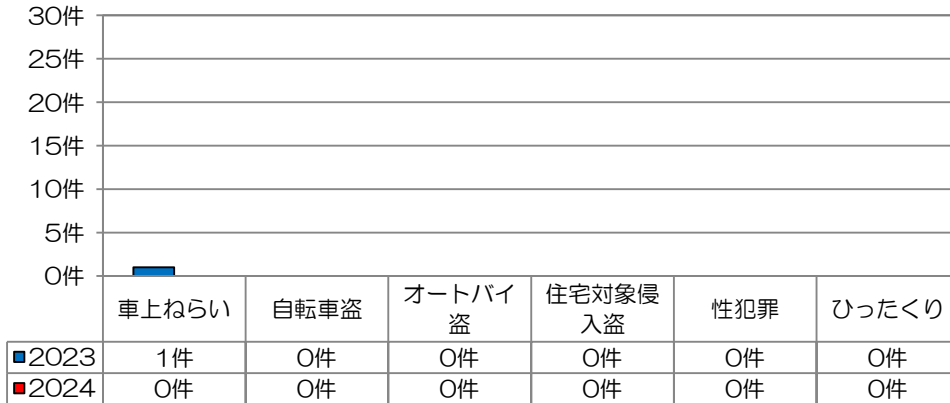 30件
25件
20件
15件
10件
5件
0件
車上ねらい 自転車盗 オートバイ盗 住宅対象侵入盗 性犯罪 ひったくり
2023 1件 0件 0件 0件 0件 0件
2024 0件 0件 0件 0件 0件 0件